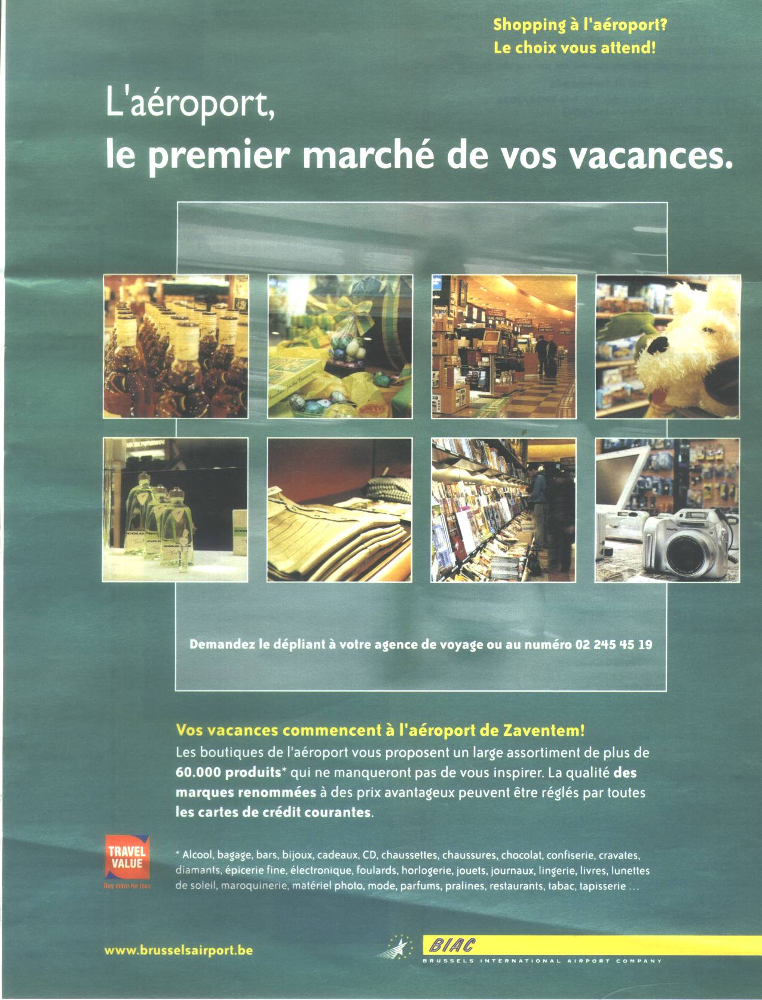 Shopping à l'aéroport?
Le choix vous attend!
L'aéroport,
le premier marché de vos vacances.
Demandez le dépliant à votre agence de voyage ou au numéro 02 245 45 19
Vos vacances commencent à l'aéroport de Zaventem!
Les boutiques de l'aéroport vous proposent un large assortiment de plus de
60.000 produits* qui ne manqueront pas de vous inspirer. La qualité des
marques renommées à des prix avantageux peuvent être réglés par toutes
les cartes de crédit courantes.
TRAVEL
VALUE
Buy more for less
* Alcool, bagage, bars, bijoux, cadeaux, CD, chaussettes, chaussures, chocolat, confiserie, cravates,
diamants, épicerie fine, électronique, foulards, horlogerie, jouets, journaux, lingerie, livres, lunettes
de soleil, maroquinerie, matériel photo, mode, parfums, pralines, restaurants, tabac, tapisserie ...
www.brusselsairport.be
BIAC
BRUSSELS INTERNATIONAL AIRPORT COMPANY